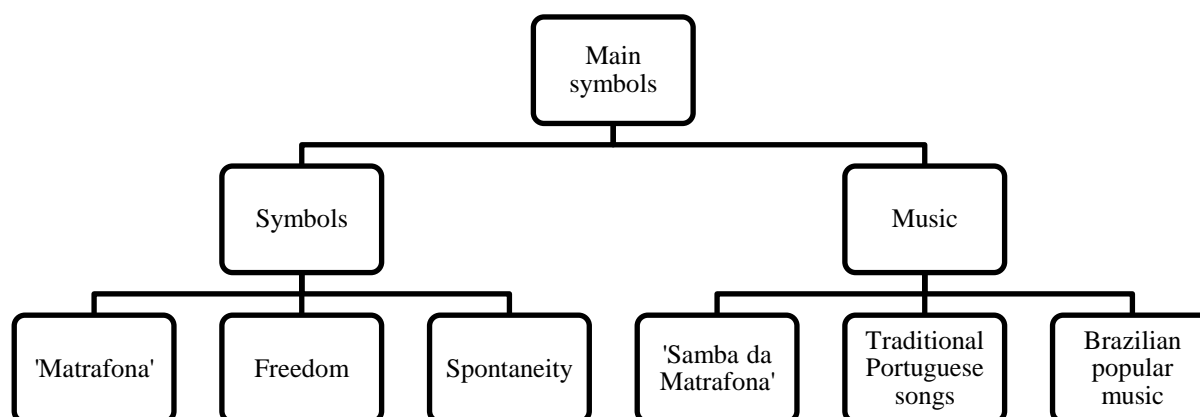 Main
symbols
Symbols
Music
'Matrafona'
Freedom
Spontaneity
'Samba da
Matrafona'
Traditional
Portuguese
songs
Brazilian
popular
music